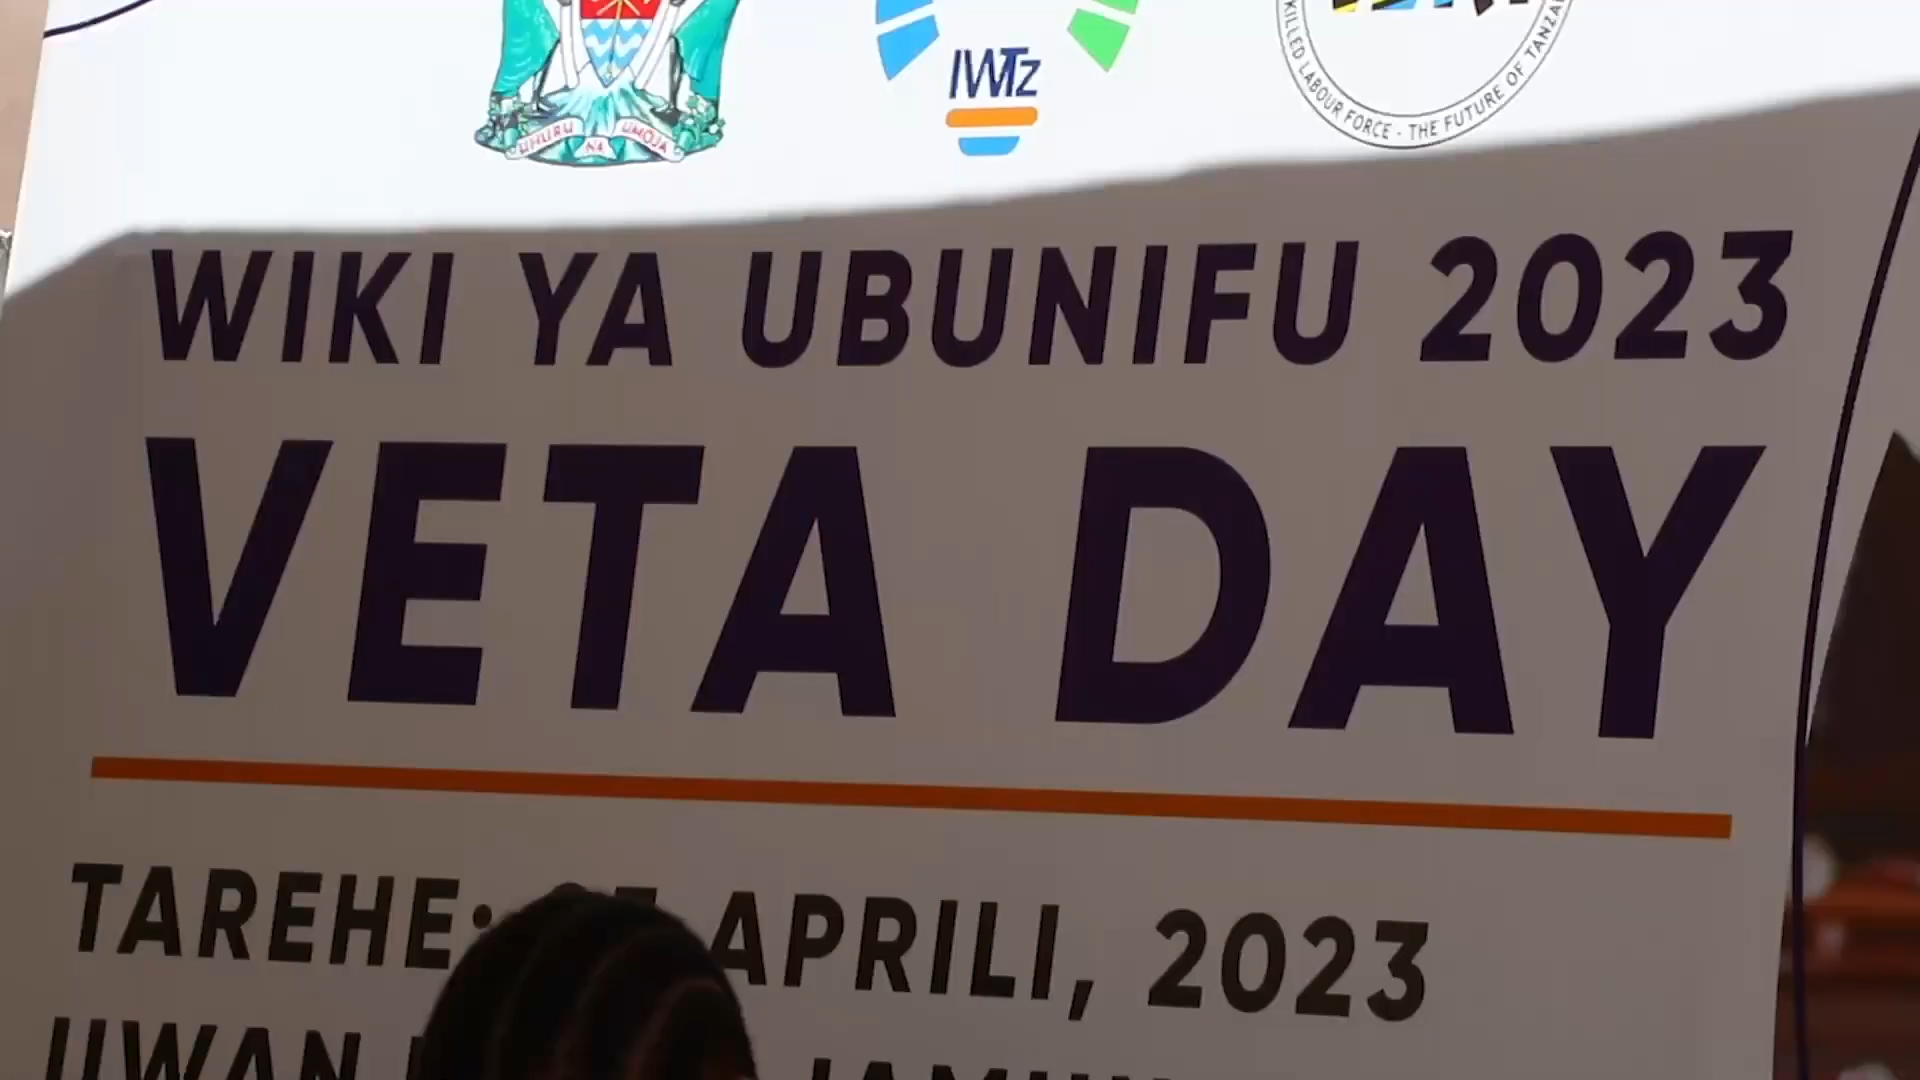 UHURU NA UMOJA
IWTz
SKILLED LABOUR FORCE - THE FUTURE OF TANZA
WIKI YA UBUNIFU 2023
VETA DAY
TAREHE: APRILI, 2023